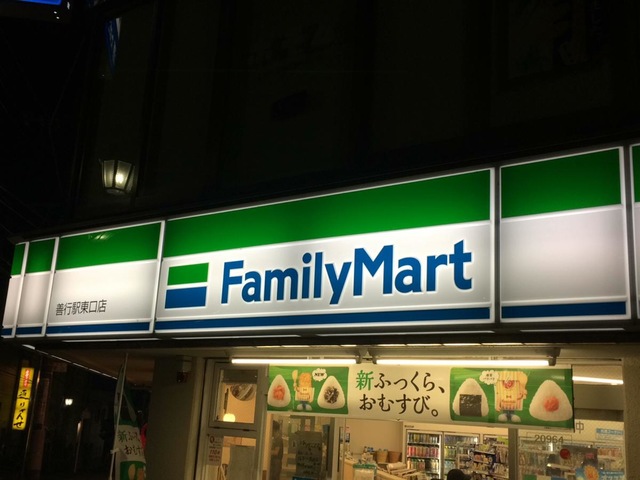 FamilyMart
善行駅東口店
NEW
新ふっくら、
おむすび。
20964